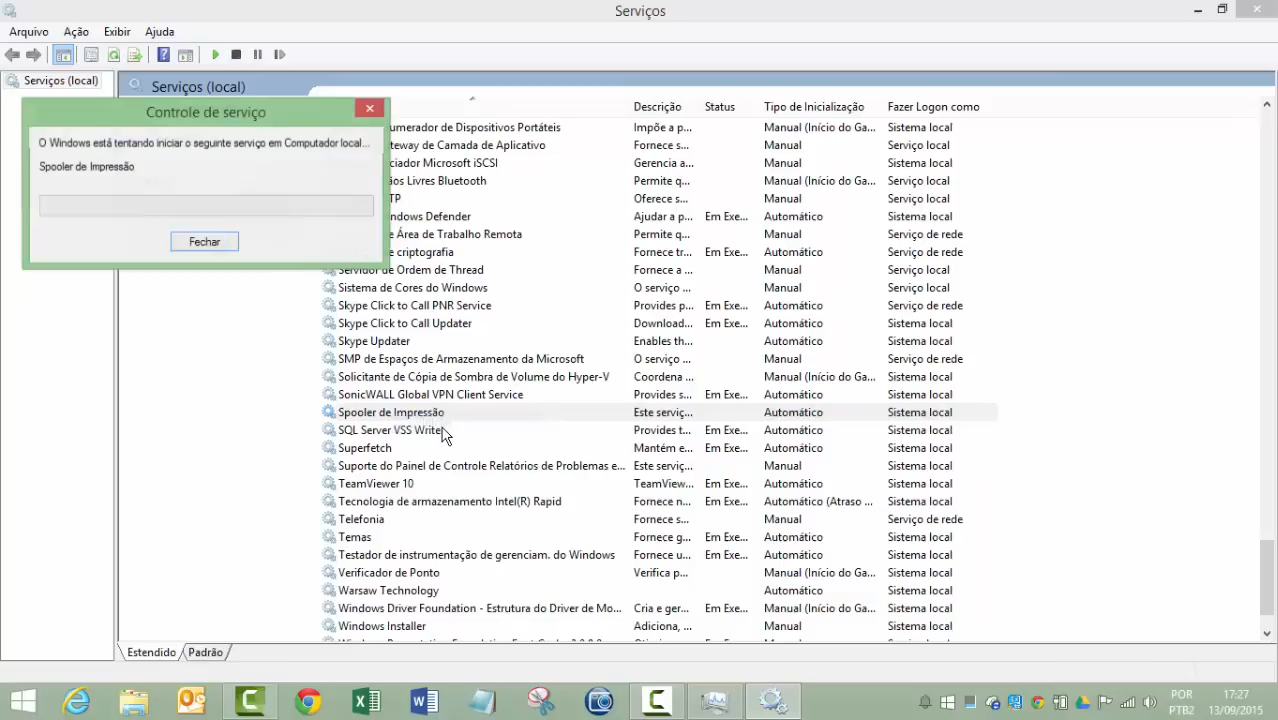 Serviços
Arquivo Ação Exibir Ajuda
Serviços (local)
Serviços (local)
Controle de serviço
O Windows está tentando iniciar o seguinte serviço em Computador local...
Spooler de Impressão
Fechar
Descrição Status Tipo de Inicialização Fazer Logon como
umerador de Dispositivos Portáteis Impõe a p... Manual (Início do Ga... Sistema local
teway de Camada de Aplicativo Fornece s... Manual Serviço local
ciador Microsoft iSCSI Gerencia a... Manual Sistema local
ãos Livres Bluetooth Permite q... Manual (Início do Ga... Serviço local
TP Oferece s... Manual Serviço local
ndows Defender Ajudar a p... Em Exe... Automático Sistema local
e Área de Trabalho Remota Fornece s... Manual Serviço de rede
criptografia Fornece tr... Em Exe... Automático Serviço de rede
Servidor de Ordem de Thread Fornece a ... Manual Serviço local
Sistema de Cores do Windows O serviço ... Manual Serviço local
Skype Click to Call PNR Service Provides p... Em Exe... Automático Serviço de rede
Skype Click to Call Updater Download... Em Exe... Automático Sistema local
Skype Updater Enables th... Automático Sistema local
SMP de Espaços de Armazenamento da Microsoft O serviço ... Manual Serviço de rede
Solicitante de Cópia de Sombra de Volume do Hyper-V Coordena ... Manual (Início do Ga... Sistema local
SonicWALL Global VPN Client Service Provides s... Em Exe... Automático Sistema local
Spooler de Impressão Este serviç... Automático Sistema local
SQL Server VSS Write Provides t... Em Exe... Automático Sistema local
Superfetch Mantém e... Em Exe... Automático Sistema local
Suporte do Painel de Controle Relatórios de Problemas e... Este serviç... Manual Sistema local
TeamViewer 10 TeamView... Em Exe... Automático Sistema local
Tecnologia de armazenamento Intel(R) Rapid Fornece n... Em Exe... Automático (Atraso ... Sistema local
Telefonia Fornece s... Manual Serviço de rede
Temas Fornece g... Em Exe... Automático Sistema local
Testador de instrumentação de gerenciam. do Windows Fornece u... Em Exe... Automático Sistema local
Verificador de Ponto Verifica p... Manual (Início do Ga... Sistema local
Warsaw Technology Automático Sistema local
Windows Driver Foundation - Estrutura do Driver de Mo... Cria e ger... Em Exe... Manual (Início do Ga... Sistema local
Windows Installer Adiciona, ... Manual Sistema local
Estendido Padrão
POR 17:27
PTB2 13/09/2015